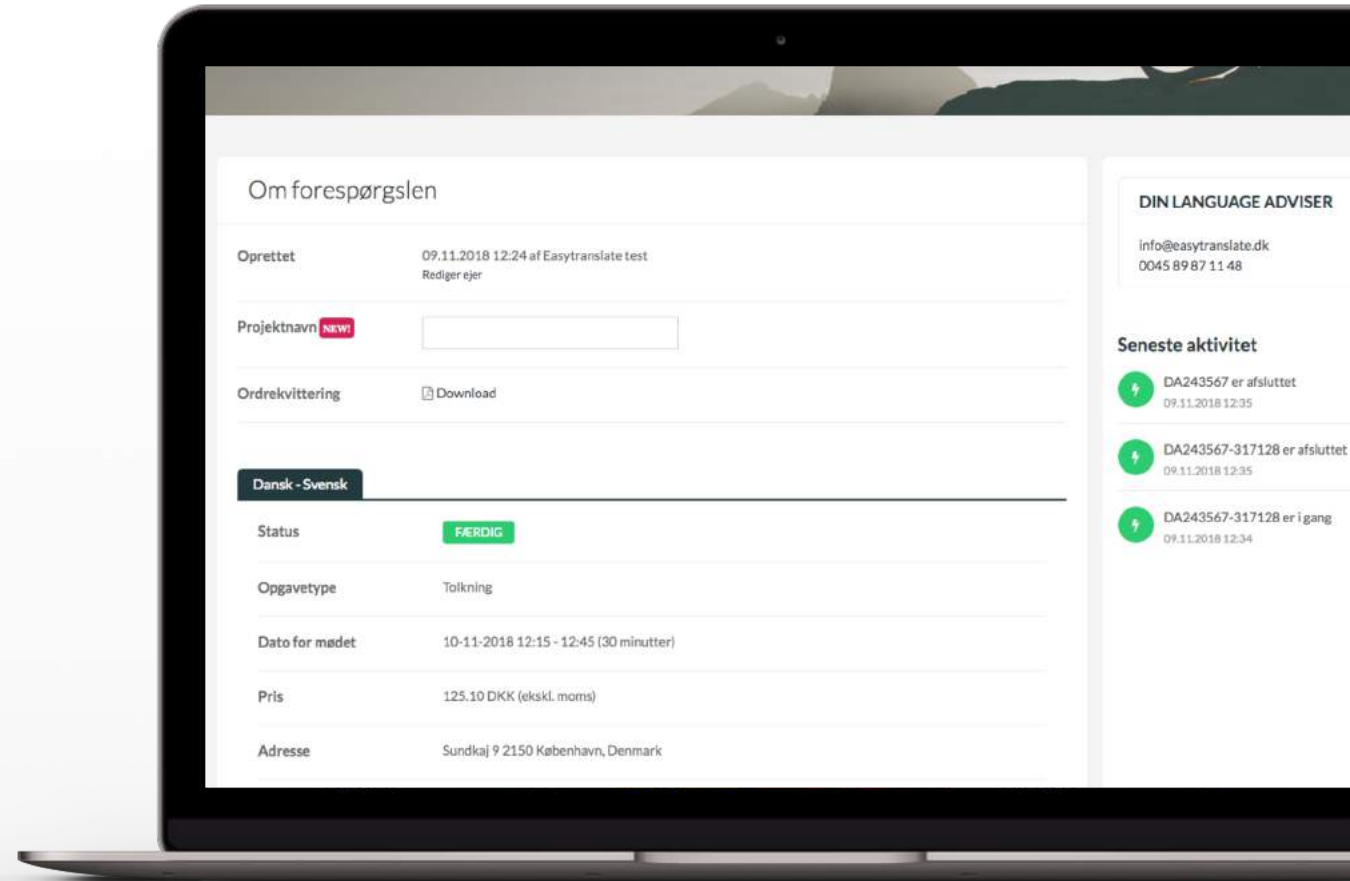 Om forespørgslen
Oprettet
09.11.2018 12:24 af Easytranslate test
Rediger ejer
Projektnavn NEW!
Ordrekvittering
Download
Dansk - Svensk
Status
FÆRDIG
Opgavetype
Tolkning
Dato for mødet
10-11-2018 12:15 - 12:45 (30 minutter)
Pris
125.10 DKK (ekskl. moms)
Adresse
Sundkaj 9 2150 København, Denmark
DIN LANGUAGE ADVISER
info@easytranslate.dk
0045 89 87 11 48
Seneste aktivitet
DA243567 er afsluttet
09.11.2018 12:35
DA243567-317128 er afsluttet
09.11.2018 12:35
DA243567-317128 er i gang
09.11.2018 12:34